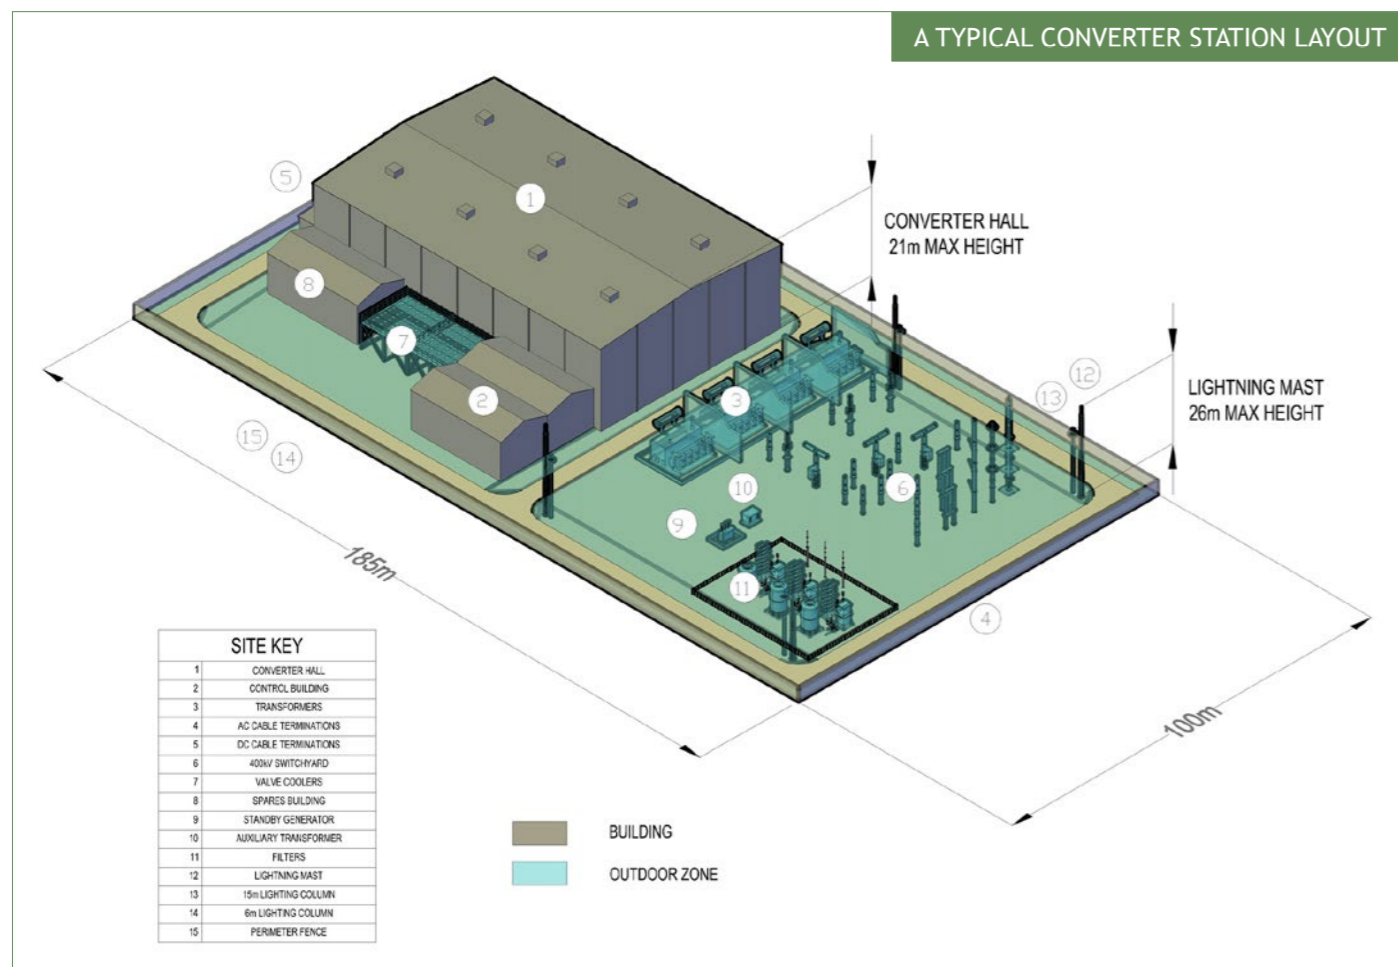 A TYPICAL CONVERTER STATION LAYOUT
5
1
CONVERTER HALL
21m MAX HEIGHT
8
7
12
13
LIGHTNING MAST
26m MAX HEIGHT
2
3
15
14
6
10
9
11
4
185m
100m
SITE KEY
1 CONVERTER HALL
2 CONTROL BUILDING
3 TRANSFORMERS
4 AC CABLE TERMINATIONS
5 DC CABLE TERMINATIONS
6 400kV SWITCHYARD
7 VALVE COOLERS
8 SPARES BUILDING
9 STANDBY GENERATOR
10 AUXILIARY TRANSFORMER
11 FILTERS
12 LIGHTNING MAST
13 15m LIGHTING COLUMN
14 6m LIGHTING COLUMN
15 PERIMETER FENCE
BUILDING
OUTDOOR ZONE